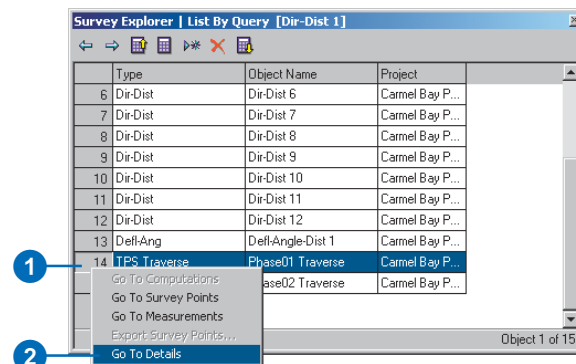 Survey Explorer | List By Query [Dir-Dist 1]
Type Object Name Project
6 Dir-Dist Dir-Dist 6 Carmel Bay P...
7 Dir-Dist Dir-Dist 7 Carmel Bay P...
8 Dir-Dist Dir-Dist 8 Carmel Bay P...
9 Dir-Dist Dir-Dist 9 Carmel Bay P...
10 Dir-Dist Dir-Dist 10 Carmel Bay P...
11 Dir-Dist Dir-Dist 11 Carmel Bay P...
12 Dir-Dist Dir-Dist 12 Carmel Bay P...
13 Defl-Ang Defl-Angle-Dist 1 Carmel Bay P...
1 14 TPS Traverse Phase01 Traverse Carmel Bay P...
Go To Computations
ase02 Traverse Carmel Bay P...
Go To Survey Points
Go To Measurements
Export Survey Points...
Object 1 of 15
2 Go To Details